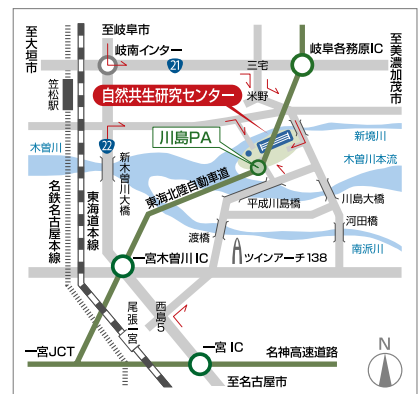 至大垣市
至岐阜市
岐南インター
21
三宅
岐阜各務原IC
至美濃加茂市
笠松駅
米野
自然共生研究センター
木曽川
22
新木曽川大橋
川島PA
新境川
木曽川本流
東海北陸自動車道
名鉄名古屋本線
東海道本線
平成川島橋
川島大橋
河田橋
渡橋
ツインアーチ138
南派川
一宮木曽川IC
尾張一宮
西島5
一宮JCT
一宮IC
名神高速道路
至名古屋市
N